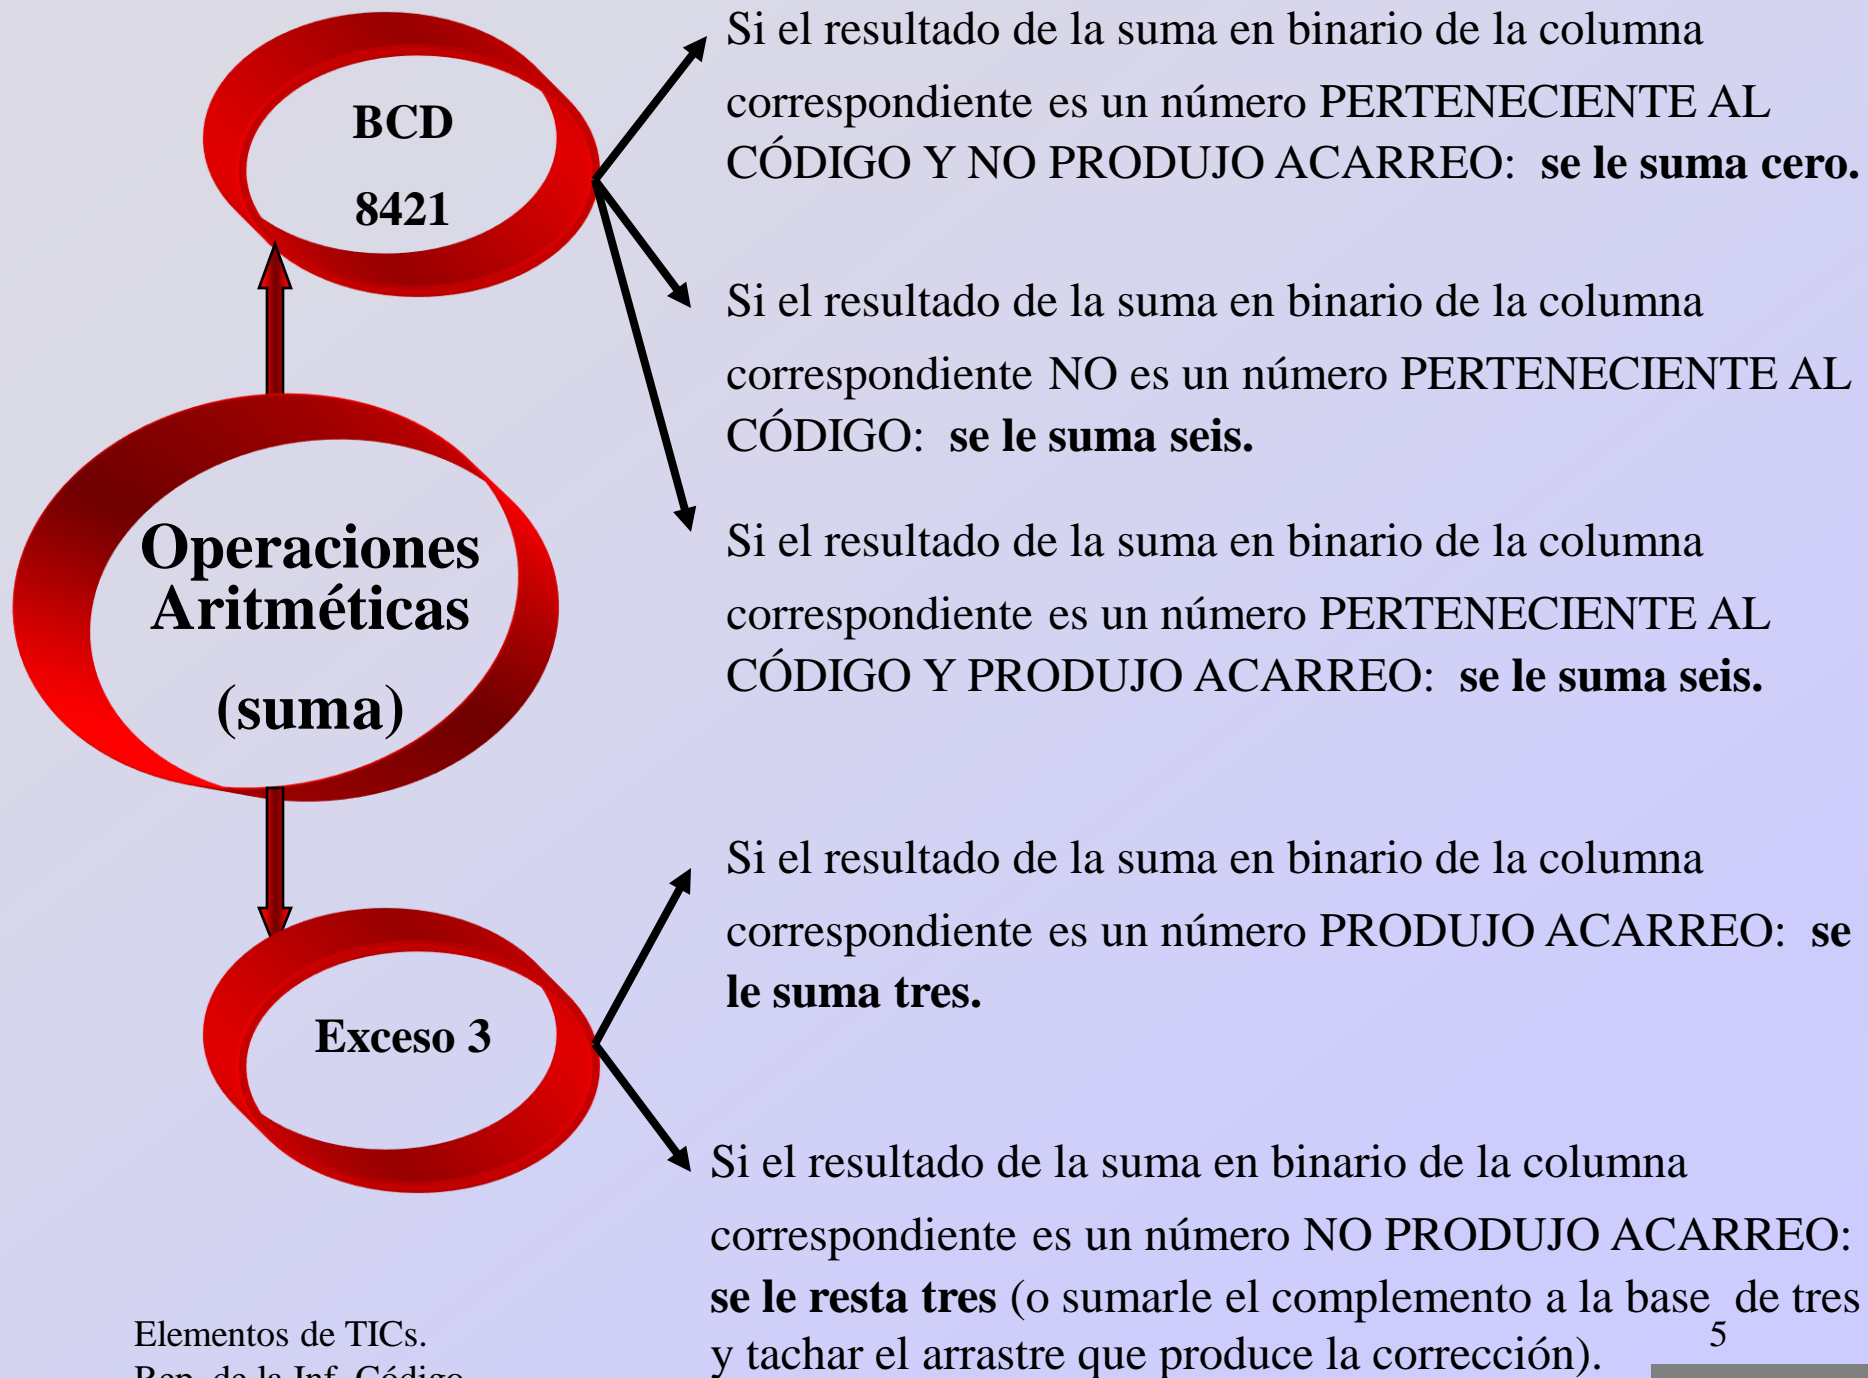 BCD
8421
Si el resultado de la suma en binario de la columna
correspondiente es un número PERTENECIENTE AL
CÓDIGO Y NO PRODUJO ACARREO: se le suma cero.
Si el resultado de la suma en binario de la columna
correspondiente NO es un número PERTENECIENTE AL
CÓDIGO: se le suma seis.
Operaciones
Aritméticas
(suma)
Si el resultado de la suma en binario de la columna
correspondiente es un número PERTENECIENTE AL
CÓDIGO Y PRODUJO ACARREO: se le suma seis.
Exceso 3
Si el resultado de la suma en binario de la columna
correspondiente es un número PRODUJO ACARREO: se
le suma tres.
Si el resultado de la suma en binario de la columna
correspondiente es un número NO PRODUJO ACARREO:
se le resta tres (o sumarle el complemento a la base de tres
y tachar el arrastre que produce la corrección).
Elementos de TICs.
Rep. de la Inf. Código
5